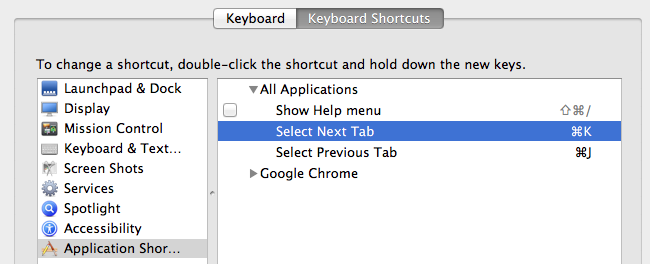 Keyboard Keyboard Shortcuts
To change a shortcut, double-click the shortcut and hold down the new keys.
Launchpad & Dock
Display
Mission Control
Keyboard & Text...
Screen Shots
Services
Spotlight
Accessibility
Application Shor...
All Applications
Show Help menu ⇧⌘/
Select Next Tab ⌘K
Select Previous Tab ⌘J
Google Chrome